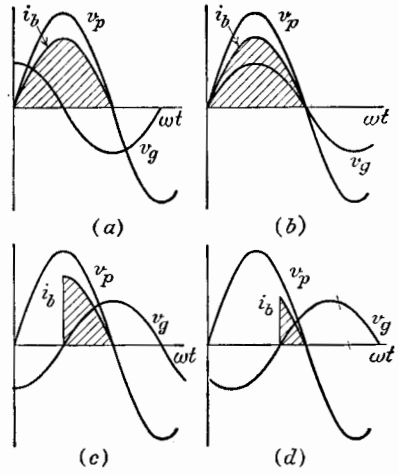 i_b v_p
ωt
v_g
(a)
i_b v_p
ωt
v_g
(b)
v_p
i_b
v_g
ωt
(c)
v_p
i_b
v_g
ωt
(d)